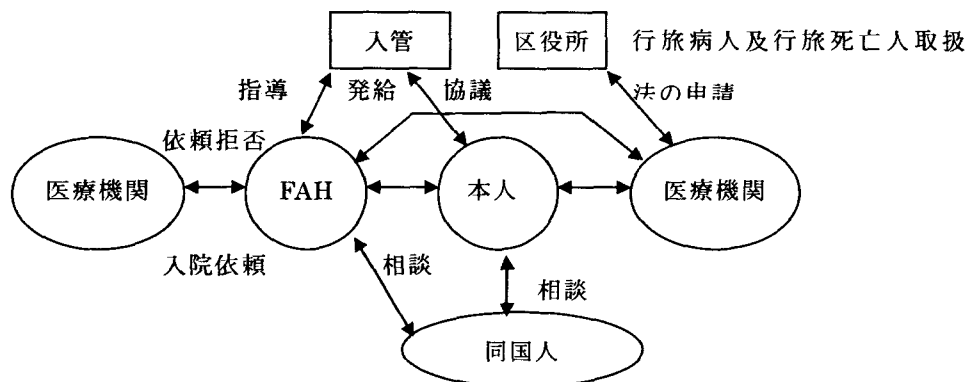 入管
区役所
行旅病人及行旅死亡人取扱
指導
発給
協議
法の申請
依頼拒否
医療機関
FAH
本人
医療機関
入院依頼
相談
相談
同国人